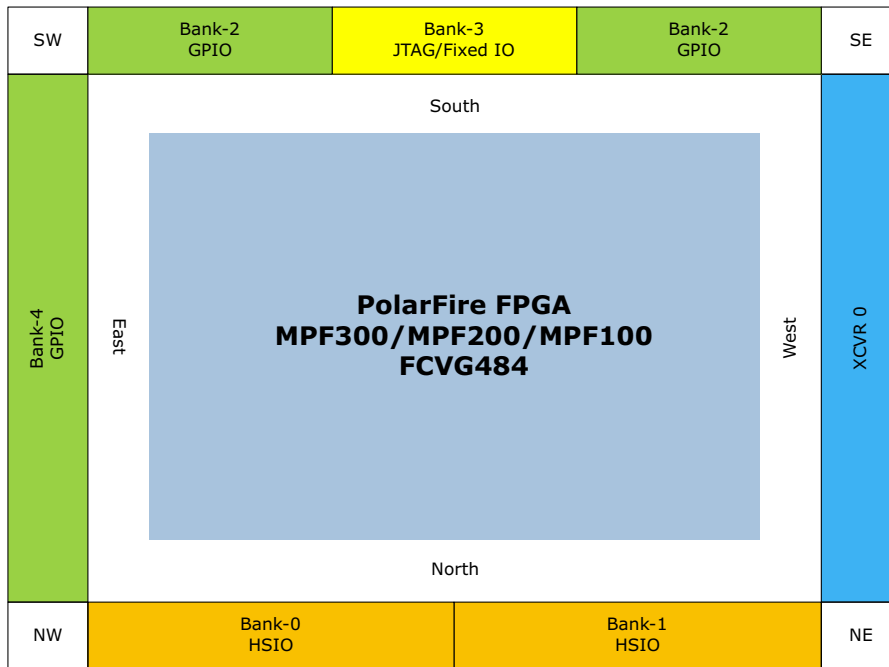 SW
Bank-2
GPIO
Bank-3
JTAG/Fixed IO
Bank-2
GPIO
SE
South
Bank-4
GPIO
East
PolarFire FPGA
MPF300/MPF200/MPF100
FCVG484
West
XCVR 0
North
NW
Bank-0
HSIO
Bank-1
HSIO
NE